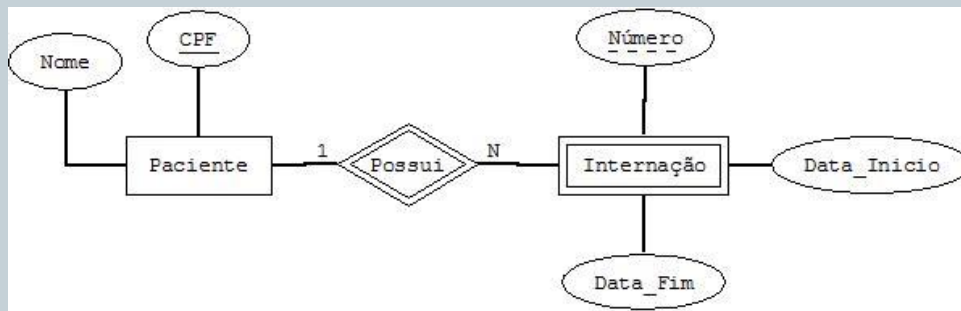 CPF
Número
Nome
Paciente
1
Possui
N
Internação
Data_Inicio
Data_Fim